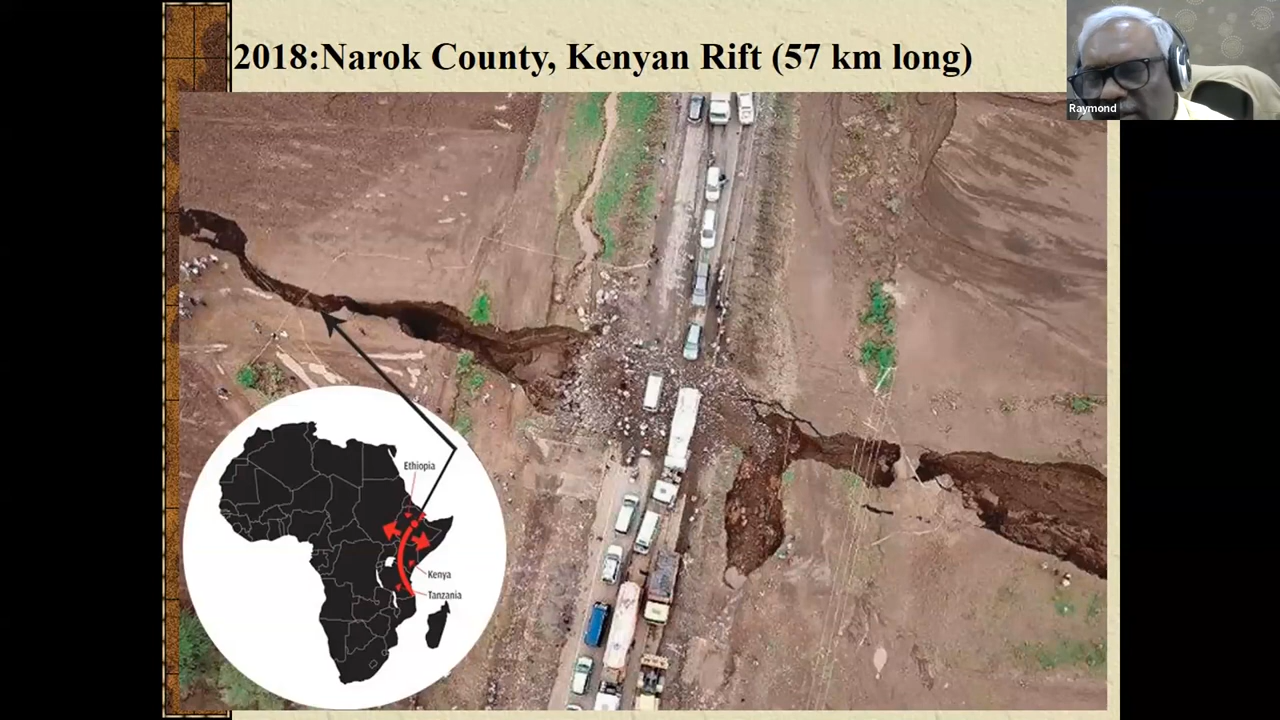 2018:Narok County, Kenyan Rift (57 km long)
Raymond
Ethiopia
Kenya
Tanzania